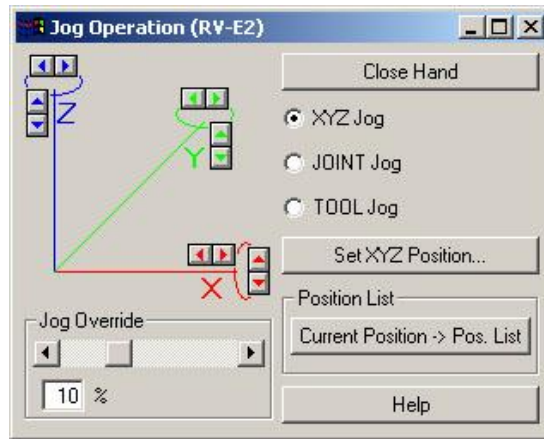 Jog Operation (RV-E2)
Z
Y
X
Close Hand
XYZ Jog
JOINT Jog
TOOL Jog
Set XYZ Position...
Position List
Current Position -> Pos. List
Jog Override
10 %
Help